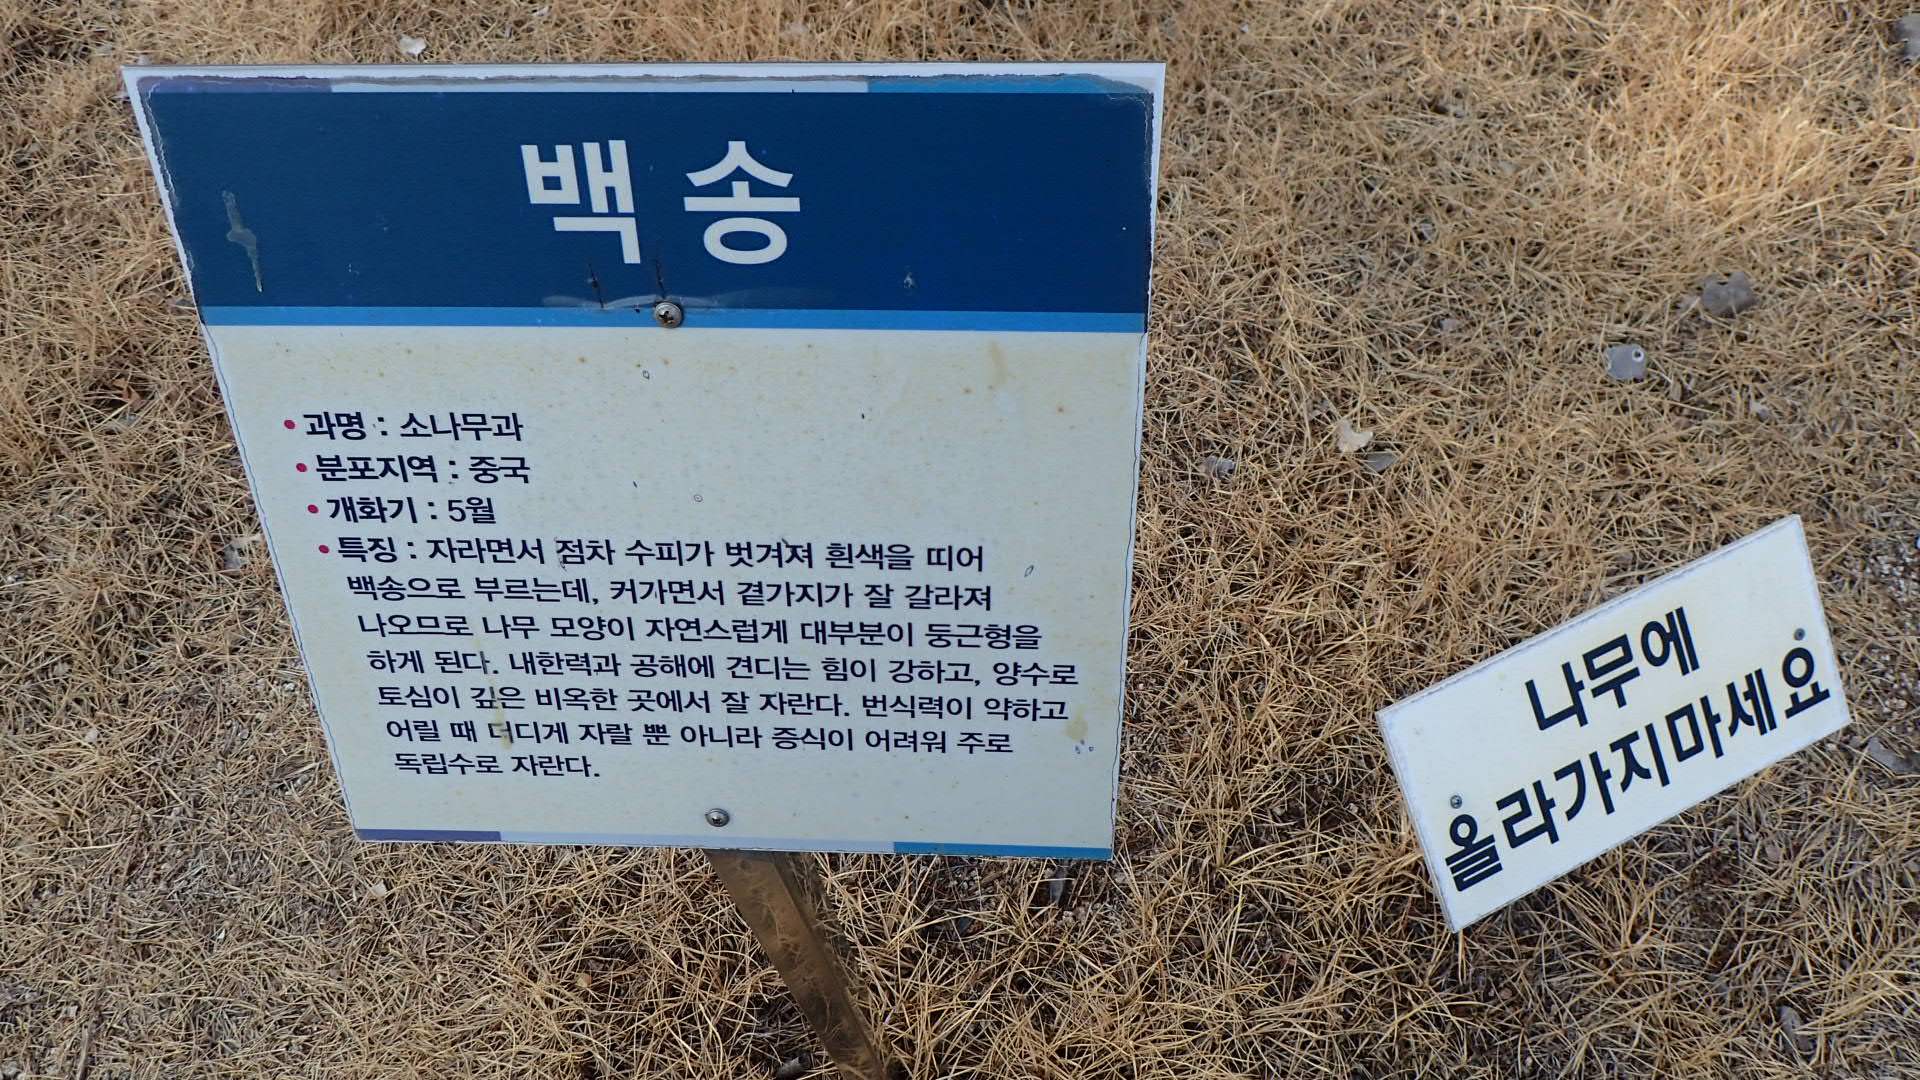 백송
• 과명 : 소나무과
• 분포지역 : 중국
• 개화기 : 5월
• 특징 : 자라면서 점차 수피가 벗겨져 흰색을 띠어
백송으로 부르는데, 커가면서 곁가지가 잘 갈라져
나오므로 나무 모양이 자연스럽게 대부분이 둥근형을
하게 된다. 내한력과 공해에 견디는 힘이 강하고, 양수로
토심이 깊은 비옥한 곳에서 잘 자란다. 번식력이 약하고
어릴 때 더디게 자랄 뿐 아니라 증식이 어려워 주로
독립수로 자란다.
나무에
올라가지마세요